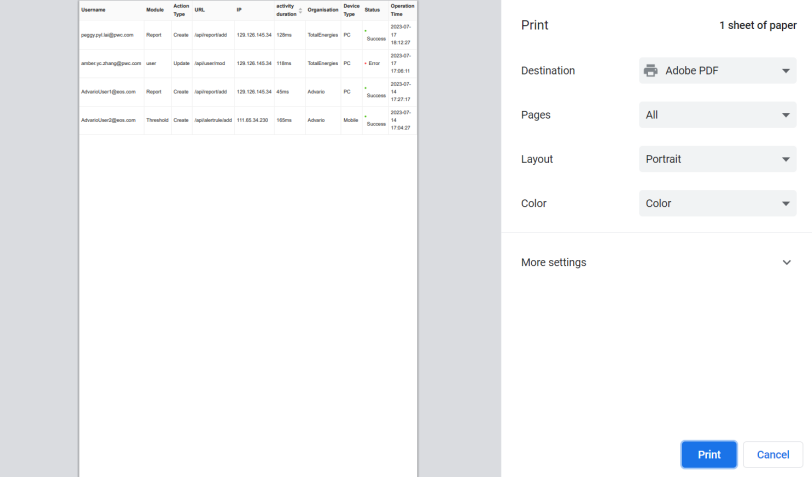 Username Module Action Type URL IP activity duration Organisation Device Type Status Operation Time
peggy.pyt.lai@pwc.com Report Create /api/report/add 129.126.145.34 128ms TotalEnergies PC Success 2023-07-17 18:12:27
amber.yc.zhang@pwc.com user Update /api/user/mod 129.126.145.34 118ms TotalEnergies PC Error 2023-07-17 17:06:11
AdvarioUser1@eos.com Report Create /api/report/add 129.126.145.34 45ms Advario PC Success 2023-07-14 17:27:17
AdvarioUser2@eos.com Threshold Create /api/alertrule/add 111.65.34.230 165ms Advario Mobile Success 2023-07-14 17:04:27
Print 1 sheet of paper
Destination Adobe PDF
Pages All
Layout Portrait
Color Color
More settings
Print Cancel